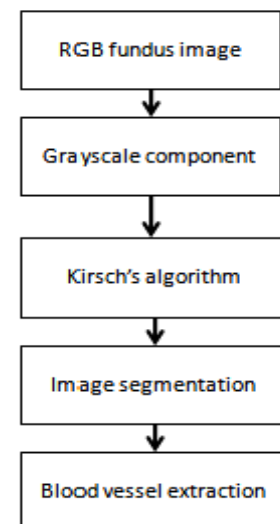 RGB fundus image
Grayscale component
Kirsch's algorithm
Image segmentation
Blood vessel extraction